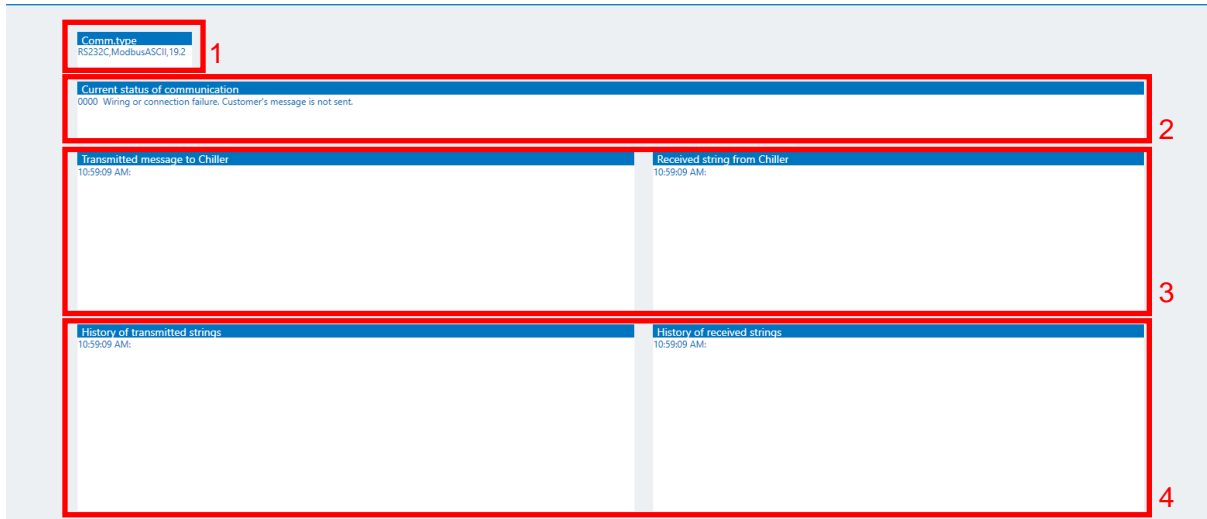 Comm.type
RS232C,ModbusASCII,19.2
1
Current status of communication
0000 Wiring or connection failure. Customer's message is not sent.
2
Transmitted message to Chiller
10:59:09 AM:
Received string from Chiller
10:59:09 AM:
3
History of transmitted strings
10:59:09 AM:
History of received strings
10:59:09 AM:
4